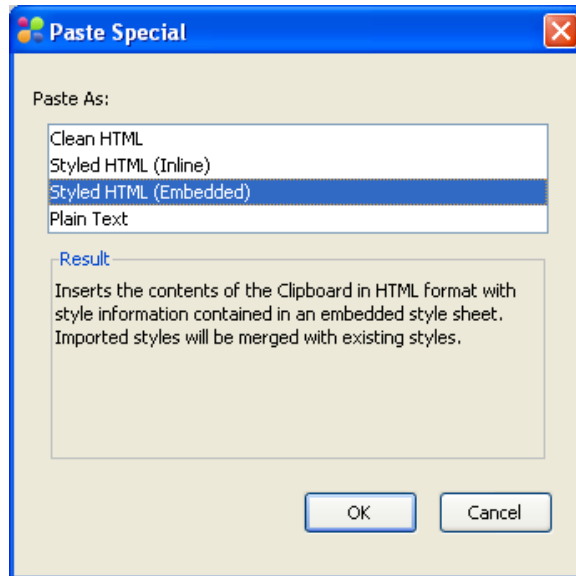 Paste Special
Paste As:
Clean HTML
Styled HTML (Inline)
Styled HTML (Embedded)
Plain Text
Result
Inserts the contents of the Clipboard in HTML format with
style information contained in an embedded style sheet.
Imported styles will be merged with existing styles.
OK
Cancel